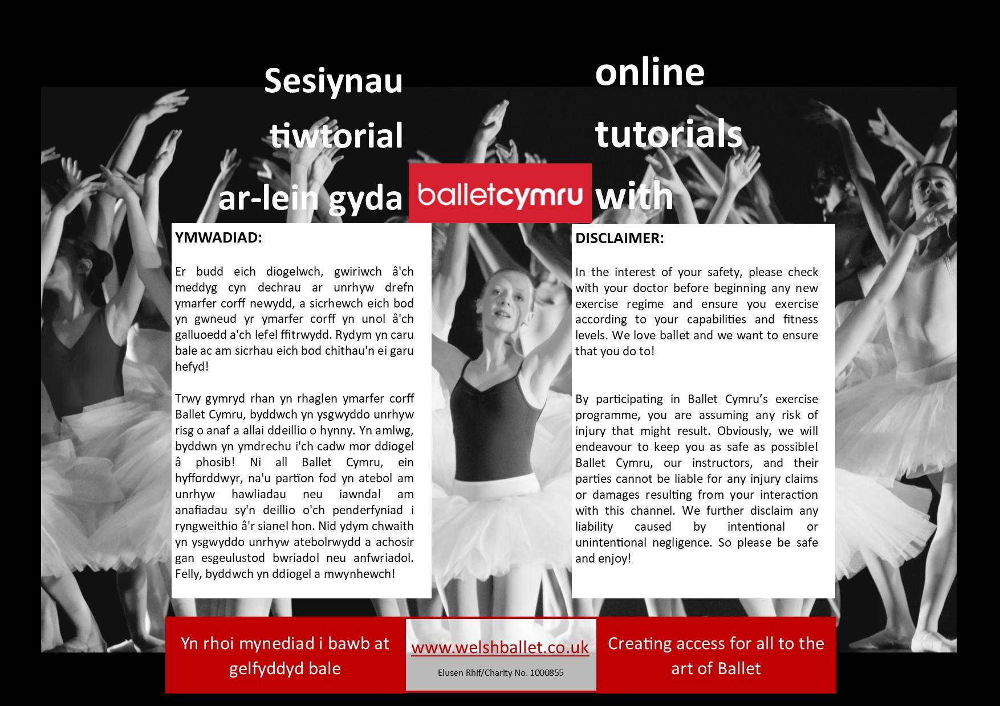 Sesiynau
tiwtorial
ar-lein gyda
balletcymru
online
tutorials
with
YMWADIAD:
Er budd eich diogelwch, gwiriwch â'ch
meddyg cyn dechrau ar unrhyw drefn
ymarfer corff newydd, a sicrhewch eich bod
yn gwneud yr ymarfer corff yn unol â'ch
galluoedd a'ch lefel ffitrwydd. Rydym yn caru
bale ac am sicrhau eich bod chithau'n ei garu
hefyd!
Trwy gymryd rhan yn rhaglen ymarfer corff
Ballet Cymru, byddwch yn ysgwyddo unrhyw
risg o anaf a allai ddeillio o hynny. Yn amlwg,
byddwn yn ymdrechu i'ch cadw mor ddiogel
â phosib! Ni all Ballet Cymru, ein
hyfforddwyr, na'u partïon fod yn atebol am
unrhyw hawliadau neu iawndal am
anafiadau sy'n deillio o'ch penderfyniad i
ryngweithio â'r sianel hon. Nid ydym chwaith
yn ysgwyddo unrhyw atebolrwydd a achosir
gan esgeulustod bwriadol neu anfwriadol.
Felly, byddwch yn ddiogel a mwynhewch!
DISCLAIMER:
In the interest of your safety, please check
with your doctor before beginning any new
exercise regime and ensure you exercise
according to your capabilities and fitness
levels. We love ballet and we want to ensure
that you do to!
By participating in Ballet Cymru’s exercise
programme, you are assuming any risk of
injury that might result. Obviously, we will
endeavour to keep you as safe as possible!
Ballet Cymru, our instructors, and their
parties cannot be liable for any injury claims
or damages resulting from your interaction
with this channel. We further disclaim any
liability caused by intentional or
unintentional negligence. So please be safe
and enjoy!
Yn rhoi mynediad i bawb at
gelfyddyd bale
www.welshballet.co.uk
Elusen Rhif/Charity No. 1000855
Creating access for all to the
art of Ballet